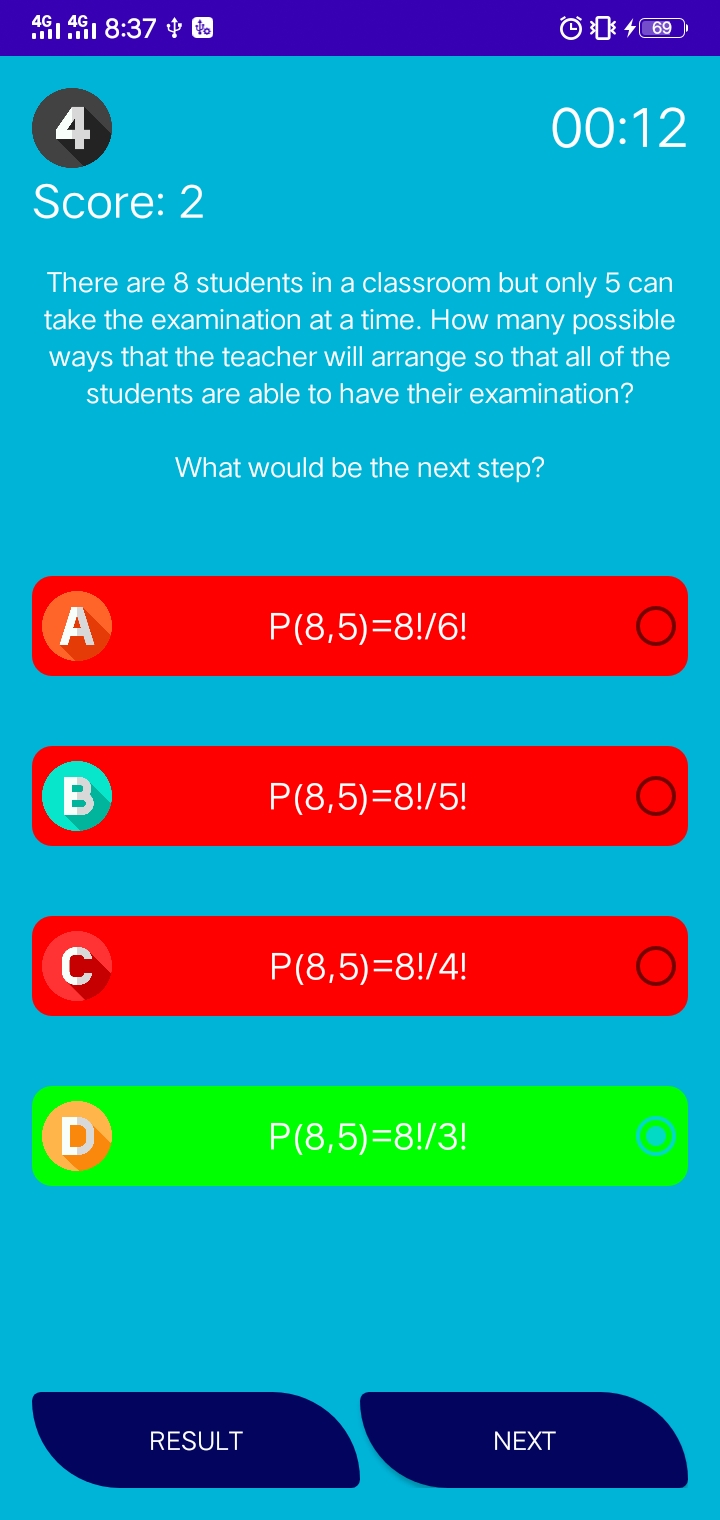 4G 4G 8:37 69
4 00:12
Score: 2
There are 8 students in a classroom but only 5 can
take the examination at a time. How many possible
ways that the teacher will arrange so that all of the
students are able to have their examination?
What would be the next step?
A P(8,5)=8!/6!
B P(8,5)=8!/5!
C P(8,5)=8!/4!
D P(8,5)=8!/3!
RESULT NEXT